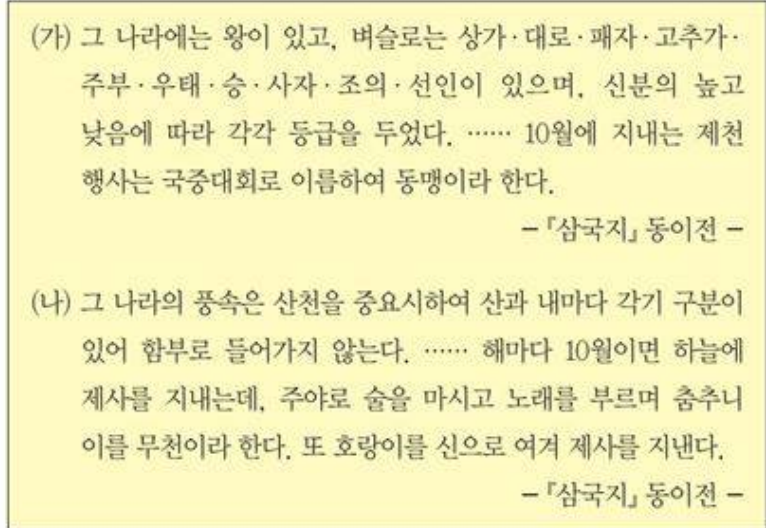 (가) 그 나라에는 왕이 있고, 벼슬로는 상가·대로·패자·고추가·
주부·우태·승·사자·조의·선인이 있으며, 신분의 높고
낮음에 따라 각각 등급을 두었다. …… 10월에 지내는 제천
행사는 국중대회로 이름하여 동맹이라 한다.
－『삼국지』 동이전－
(나) 그 나라의 풍속은 산천을 중요시하여 산과 내마다 각기 구분이
있어 함부로 들어가지 않는다. …… 해마다 10월이면 하늘에
제사를 지내는데, 주야로 술을 마시고 노래를 부르며 춤추니
이를 무천이라 한다. 또 호랑이를 신으로 여겨 제사를 지낸다.
－『삼국지』 동이전－